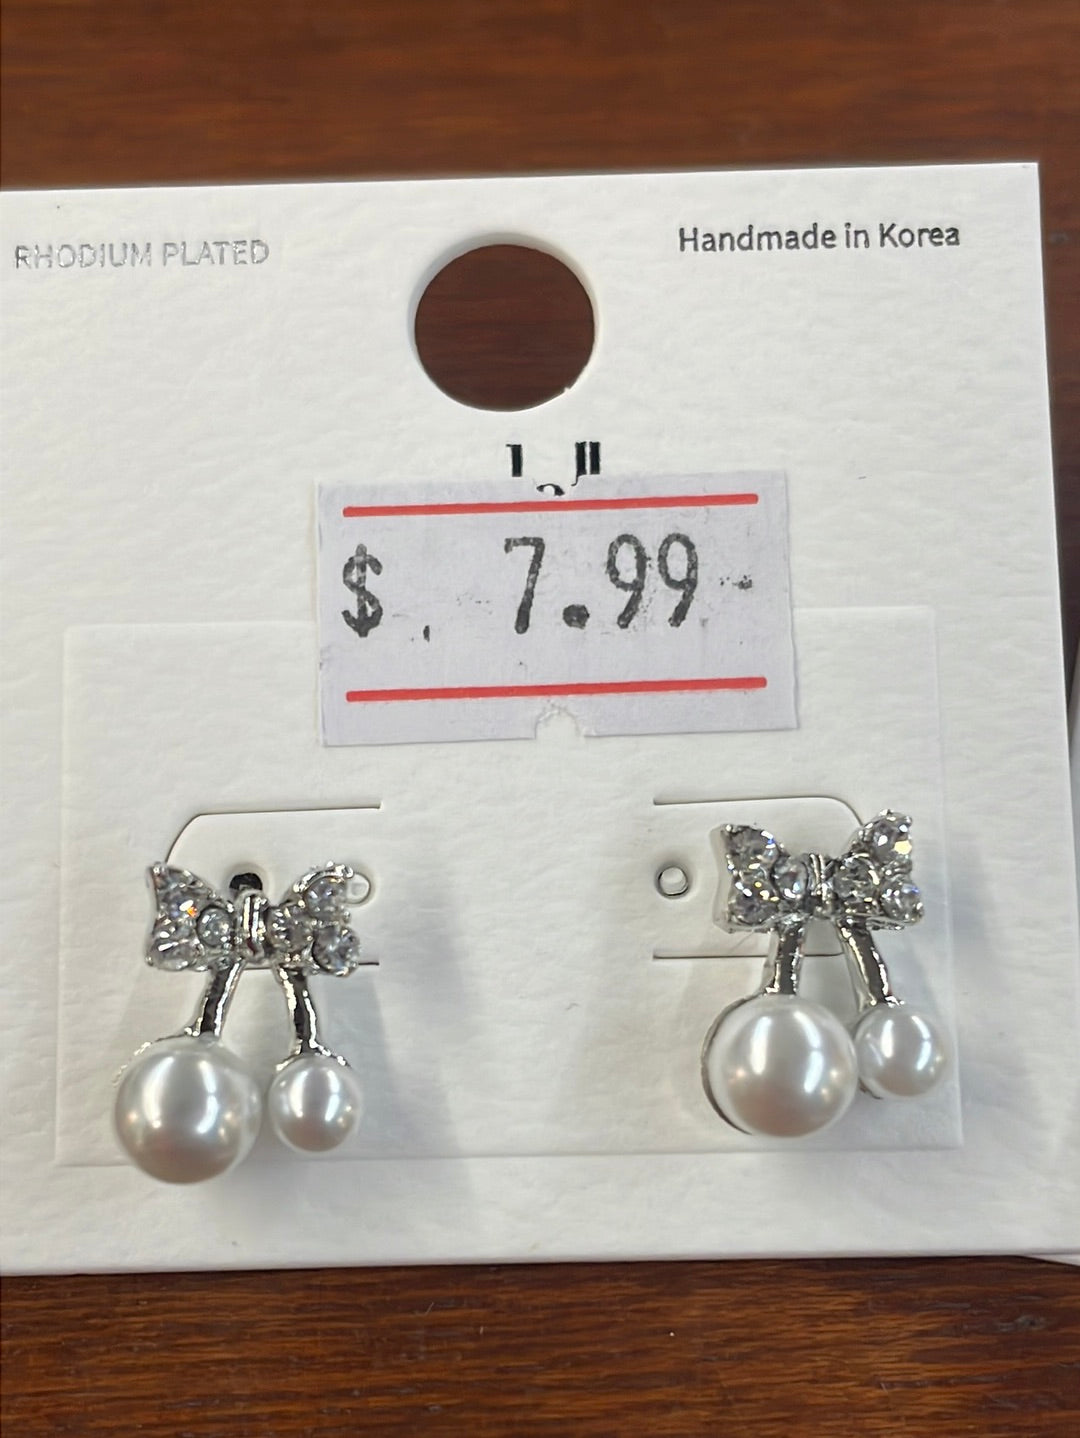 RHODIUM PLATED
Handmade in Korea
$ 7.99